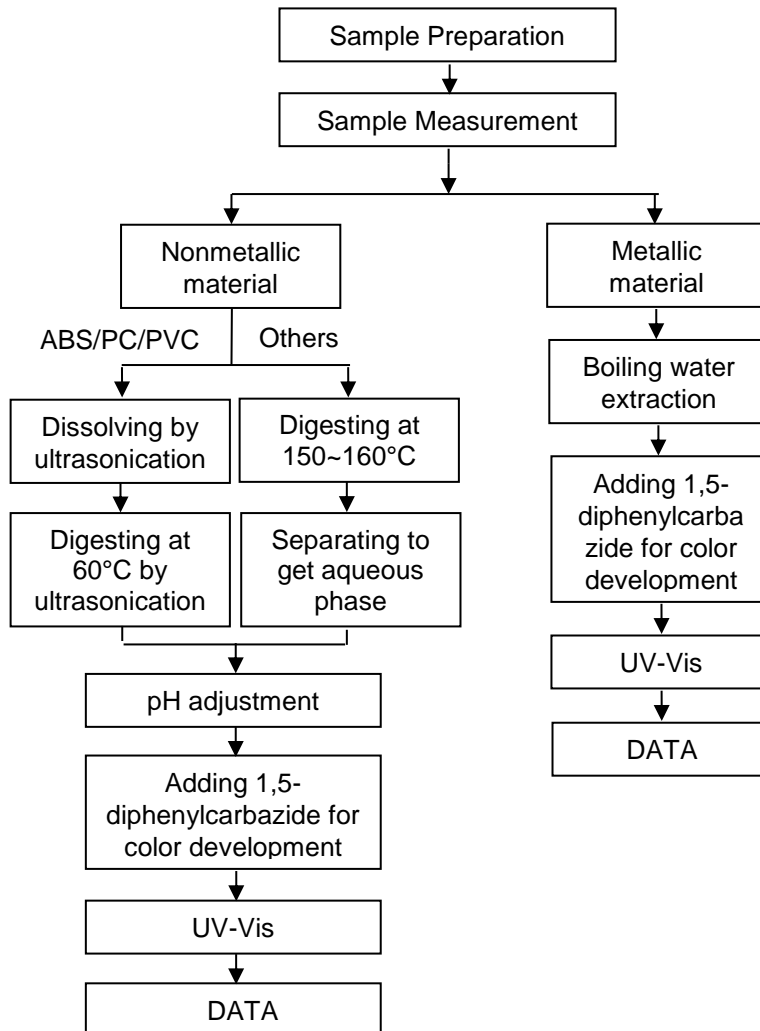 Sample Preparation
Sample Measurement
Nonmetallic
material
Metallic
material
ABS/PC/PVC
Others
Boiling water
extraction
Dissolving by
ultrasonication
Digesting at
150~160°C
Adding 1,5-
diphenylcarba
zide for color
development
Digesting at
60°C by
ultrasonication
Separating to
get aqueous
phase
UV-Vis
pH adjustment
DATA
Adding 1,5-
diphenylcarbazide for
color development
UV-Vis
DATA